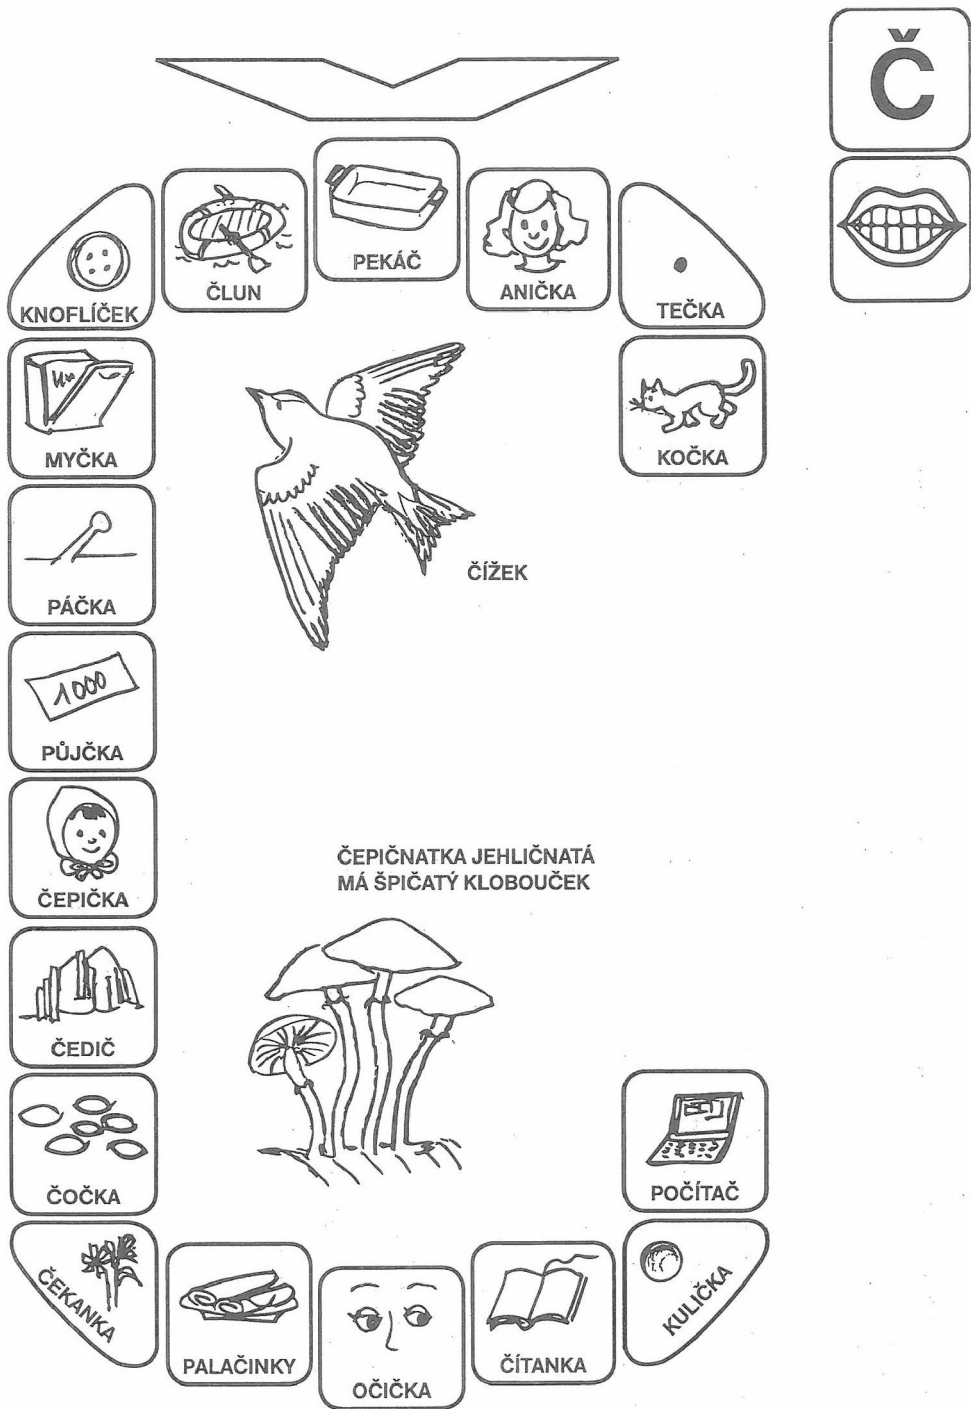 Č
PEKÁČ
ČLUN
ANIČKA
KNOFLÍČEK
TEČKA
MYČKA
KOČKA
ČÍŽEK
PÁČKA
1000
PŮJČKA
ČEPIČNATKA JEHLIČNATÁ
MÁ ŠPIČATÝ KLOBOUČEK
ČEPIČKA
ČEDIČ
ČOČKA
POČÍTAČ
ČEKANKA
KULIČKA
PALAČINKY
ČÍTANKA
OČIČKA